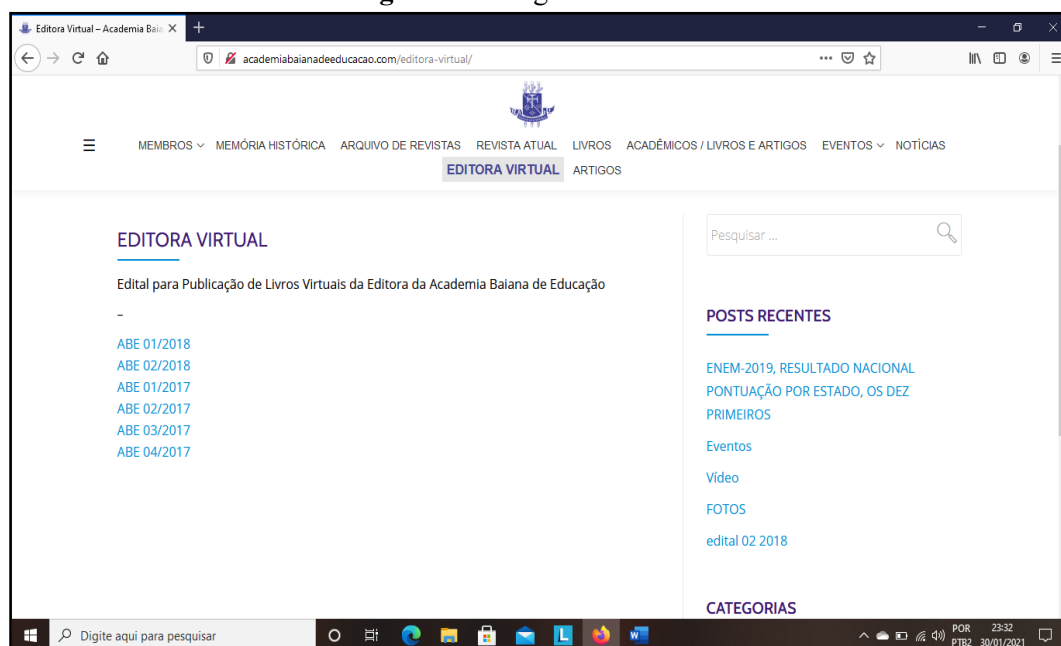 Editora Virtual – Academia Baia
academiabaianadeeducacao.com/editora-virtual/
MEMBROS MEMÓRIA HISTÓRICA ARQUIVO DE REVISTAS REVISTA ATUAL LIVROS ACADÊMICOS / LIVROS E ARTIGOS EVENTOS NOTÍCIAS
EDITORA VIRTUAL ARTIGOS
EDITORA VIRTUAL
Edital para Publicação de Livros Virtuais da Editora da Academia Baiana de Educação
–
ABE 01/2018
ABE 02/2018
ABE 01/2017
ABE 02/2017
ABE 03/2017
ABE 04/2017
Pesquisar ...
POSTS RECENTES
ENEM-2019, RESULTADO NACIONAL
PONTUAÇÃO POR ESTADO, OS DEZ
PRIMEIROS
Eventos
Vídeo
FOTOS
edital 02 2018
CATEGORIAS
Digite aqui para pesquisar
L
W
POR
PTB2
23:32
30/01/2021